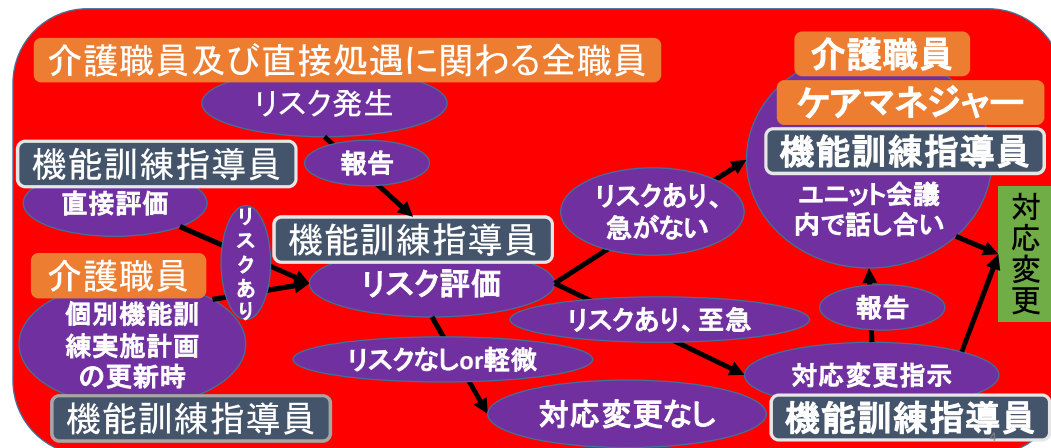 介護職員及び直接処遇に関わる全職員
リスク発生
報告
機能訓練指導員
直接評価
リスクあり
介護職員
個別機能訓
練実施計画
の更新時
機能訓練指導員
機能訓練指導員
リスク評価
リスクなしor軽微
対応変更なし
リスクあり、
急がない
リスクあり、至急
介護職員
ケアマネジャー
機能訓練指導員
ユニット会議
内で話し合い
報告
対応変更指示
機能訓練指導員
対応変更